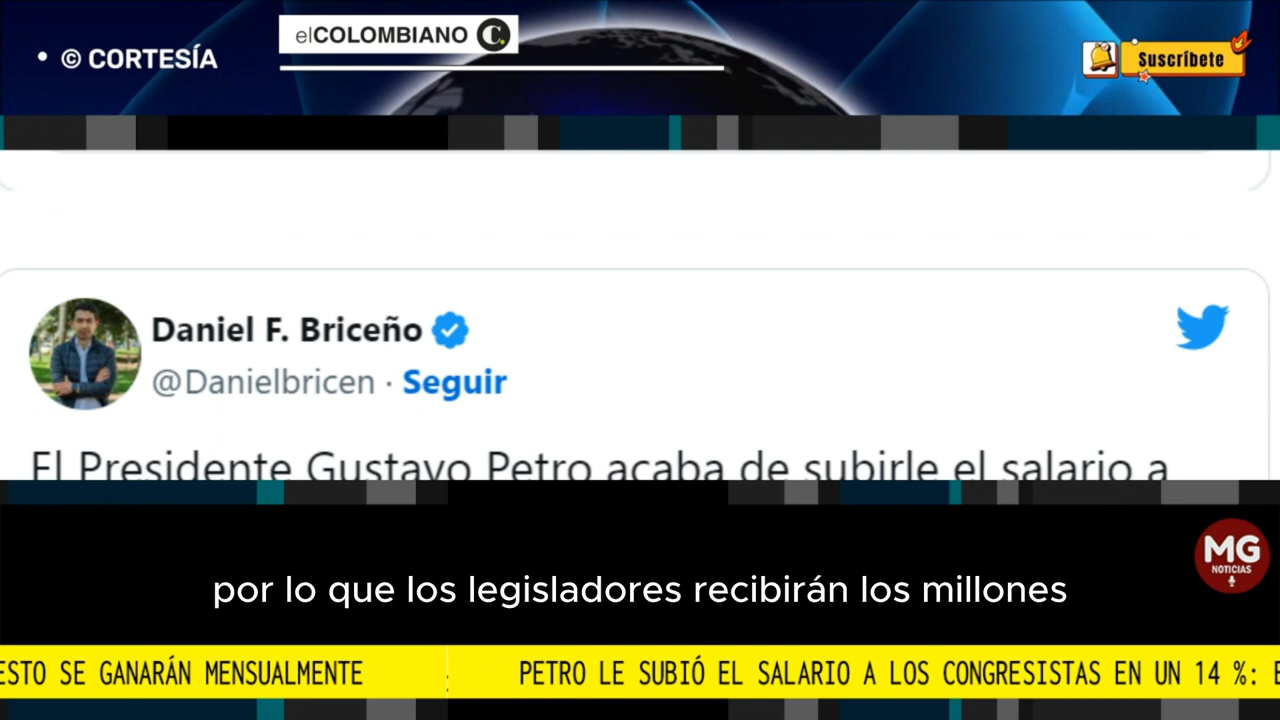 © CORTESÍA
elCOLOMBIANO
Suscríbete
Daniel F. Briceño
@Danielbricen · Seguir
El Presidente Gustavo Petro acaba de subirle el salario a
MG
NOTICIAS
por lo que los legisladores recibirán los millones
ESTO SE GANARÁN MENSUALMENTE
PETRO LE SUBIÓ EL SALARIO A LOS CONGRESISTAS EN UN 14 %: E